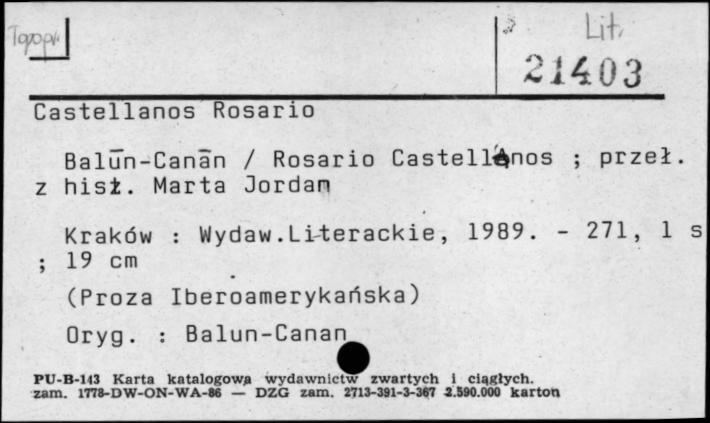 Lit.
21403
Castellanos Rosario
Balūn-Canān / Rosario Castellanos ; przeł.
z hisz. Marta Jordan
Kraków : Wydaw.Literackie, 1989. - 271, 1 s
; 19 cm
(Proza Iberoamerykańska)
Oryg. : Balun-Canan
PU-B-143 Karta katalogowa wydawnictw zwartych i ciągłych.
zam. 1778-DW-ON-WA-86 — DZG zam. 2713-391-3-367 2.590.000 karton